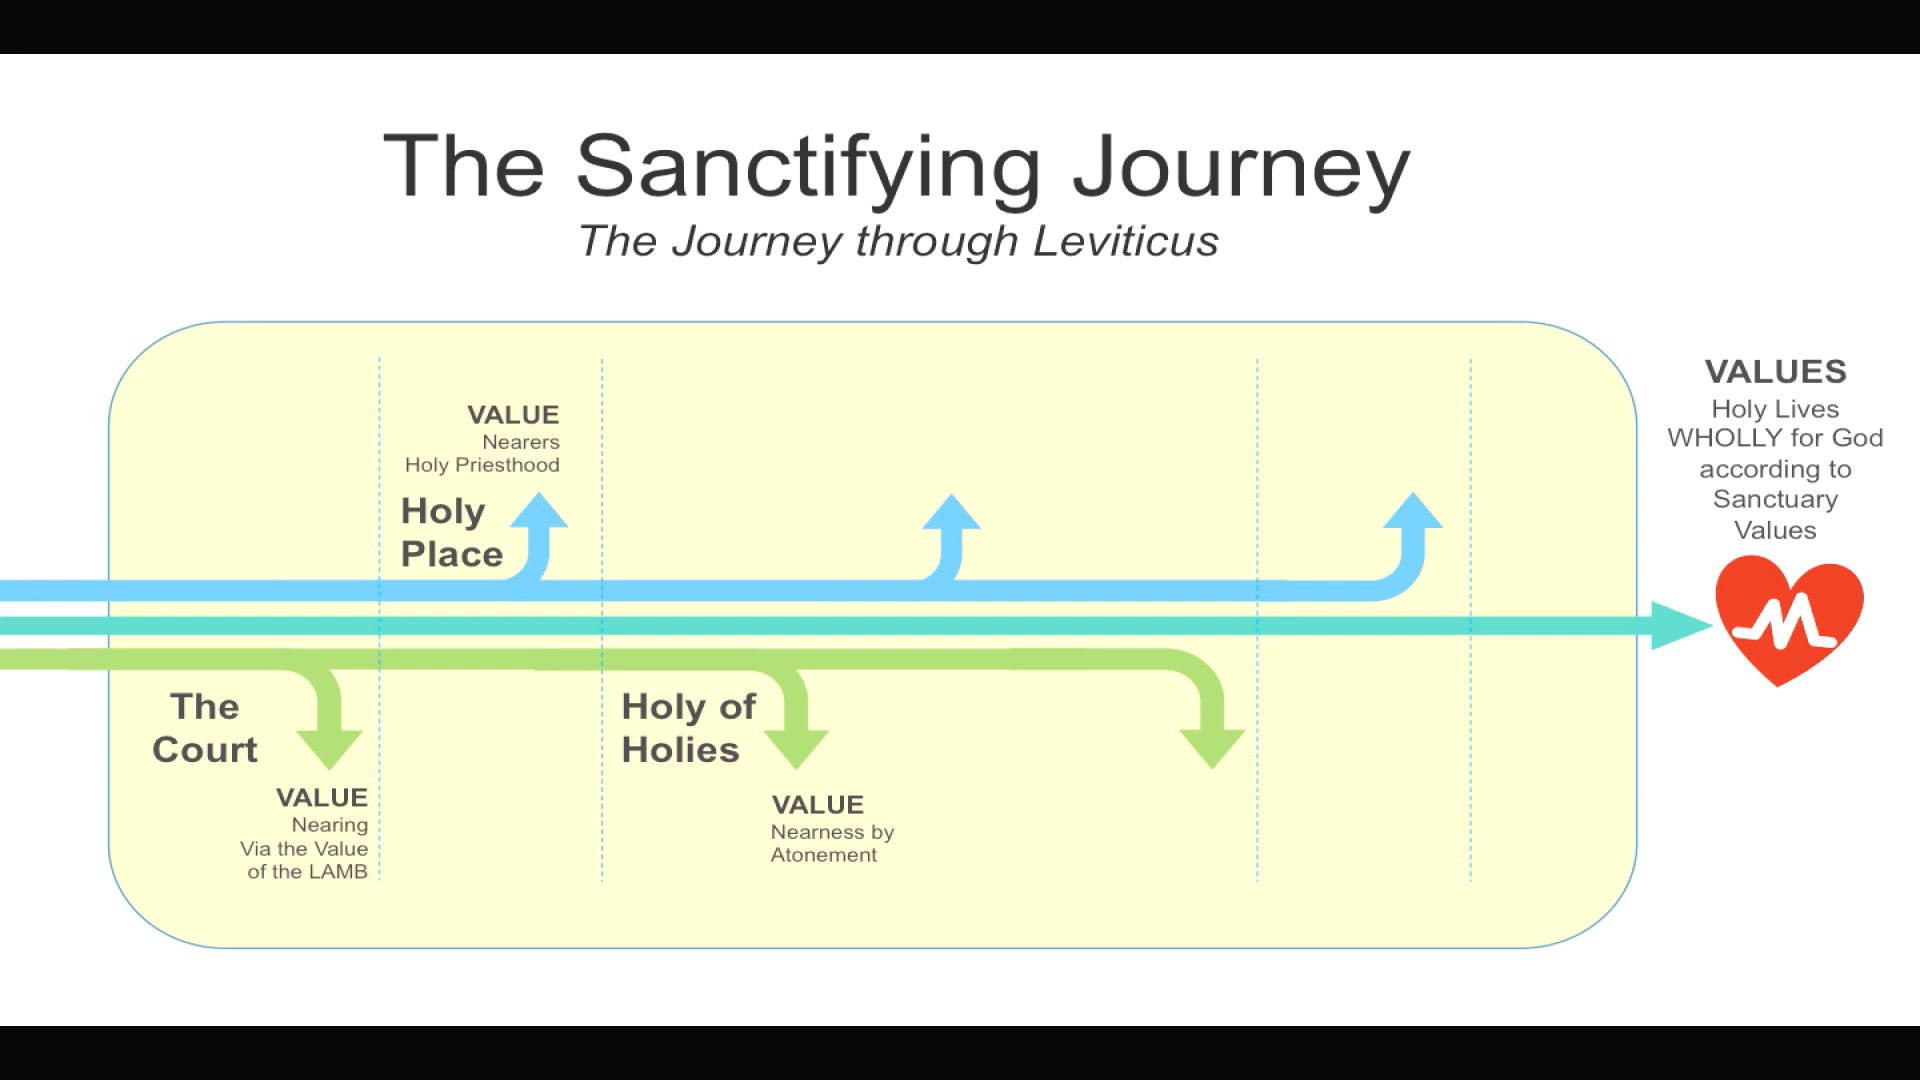 The Sanctifying Journey
The Journey through Leviticus
VALUE
Nearers
Holy Priesthood
Holy
Place
The
Court
VALUE
Nearing
Via the Value
of the LAMB
Holy of
Holies
VALUE
Nearness by
Atonement
VALUES
Holy Lives
WHOLLY for God
according to
Sanctuary
Values